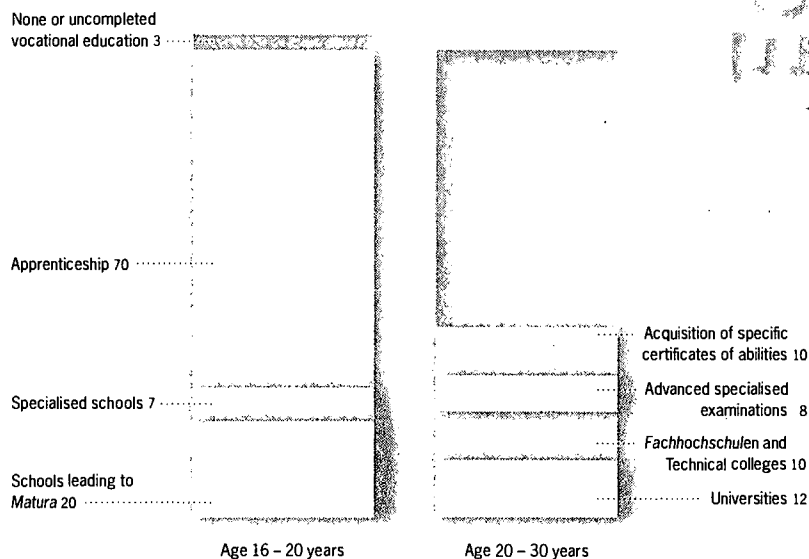 None or uncompleted
vocational education 3
Apprenticeship 70
Specialised schools 7
Schools leading to
Matura 20
Acquisition of specific
certificates of abilities 10
Advanced specialised
examinations 8
Fachhochschulen and
Technical colleges 10
Universities 12
Age 16 – 20 years
Age 20 – 30 years